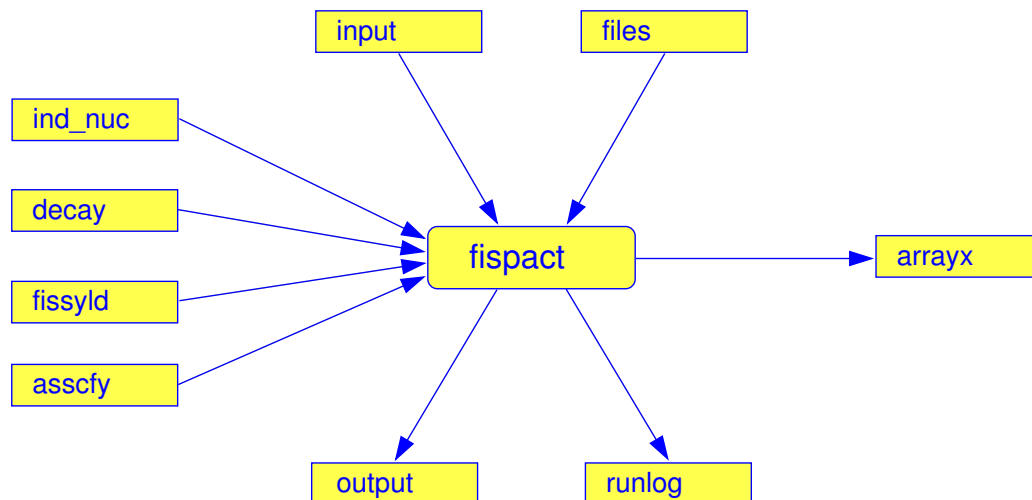 input
files
ind_nuc
decay
fispact
arrayx
fissyld
asscfy
output
runlog